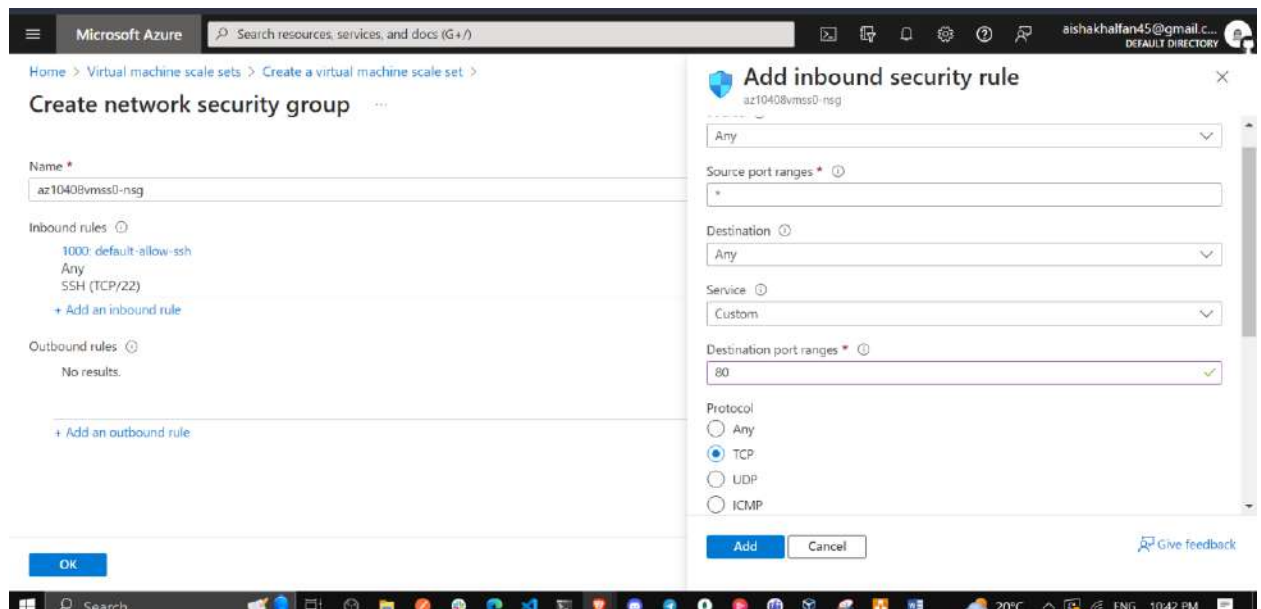 Microsoft Azure
Search resources, services, and docs (G+/)
aishakhalfan45@gmail.c...
DEFAULT DIRECTORY
Home > Virtual machine scale sets > Create a virtual machine scale set >
Create network security group ...
Name *
az10408vmss0-nsg
Inbound rules
1000: default-allow-ssh
Any
SSH (TCP/22)
+ Add an inbound rule
Outbound rules
No results.
+ Add an outbound rule
OK
Add inbound security rule
az10408vmss0-nsg
Any
Source port ranges *
*
Destination
Any
Service
Custom
Destination port ranges *
80
Protocol
Any
TCP
UDP
ICMP
Add
Cancel
Give feedback
Search
20°C
ENG
10:42 PM